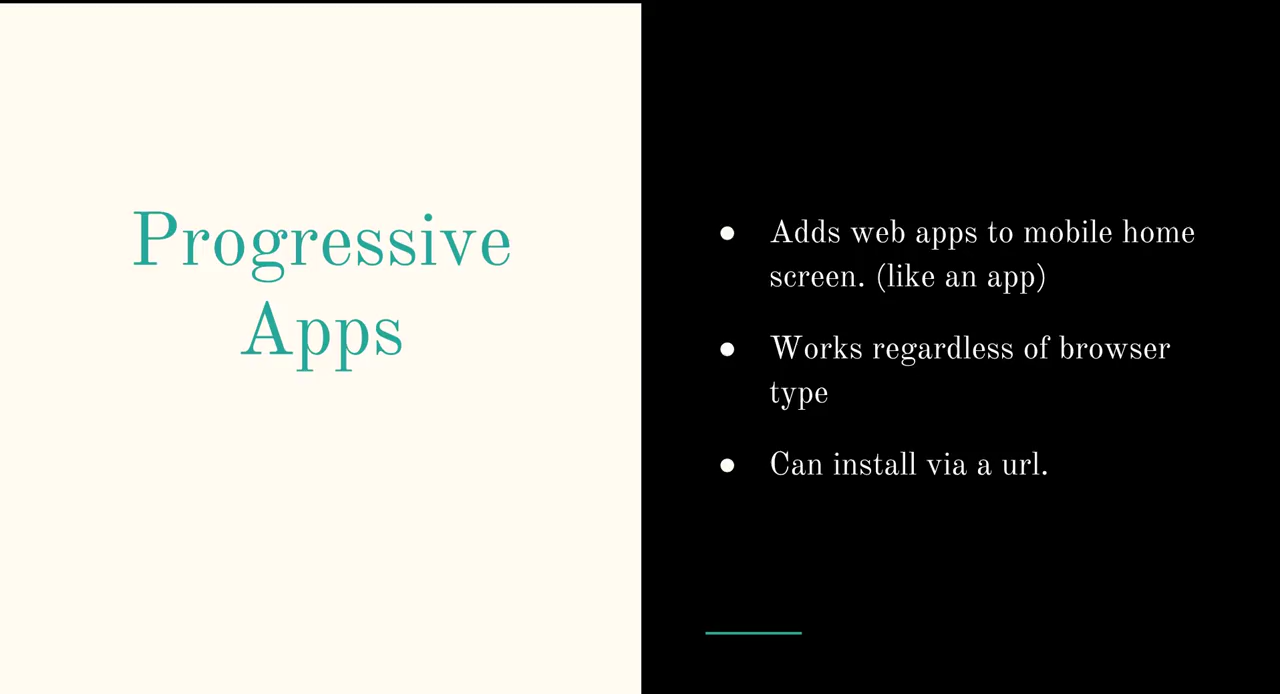 Progressive
Apps
● Adds web apps to mobile home
screen. (like an app)
● Works regardless of browser
type
● Can install via a url.